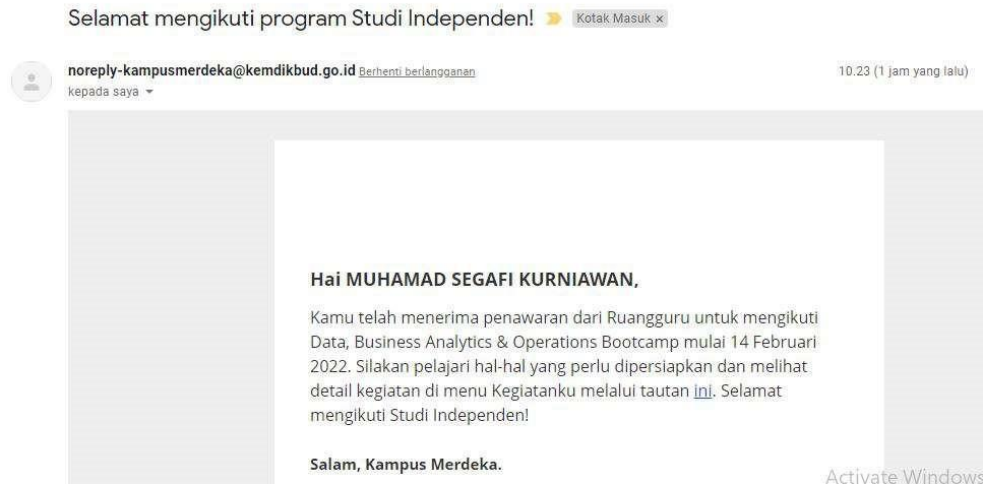 Selamat mengikuti program Studi Independen! Kotak Masuk x
noreply-kampusmerdeka@kemdikbud.go.id Berhenti berlangganan 10.23 (1 jam yang lalu)
kepada saya
Hai MUHAMAD SEGAFI KURNIAWAN,
Kamu telah menerima penawaran dari Ruangguru untuk mengikuti
Data, Business Analytics & Operations Bootcamp mulai 14 Februari
2022. Silakan pelajari hal-hal yang perlu dipersiapkan dan melihat
detail kegiatan di menu Kegiatanku melalui tautan ini. Selamat
mengikuti Studi Independen!
Salam, Kampus Merdeka.
Activate Windows